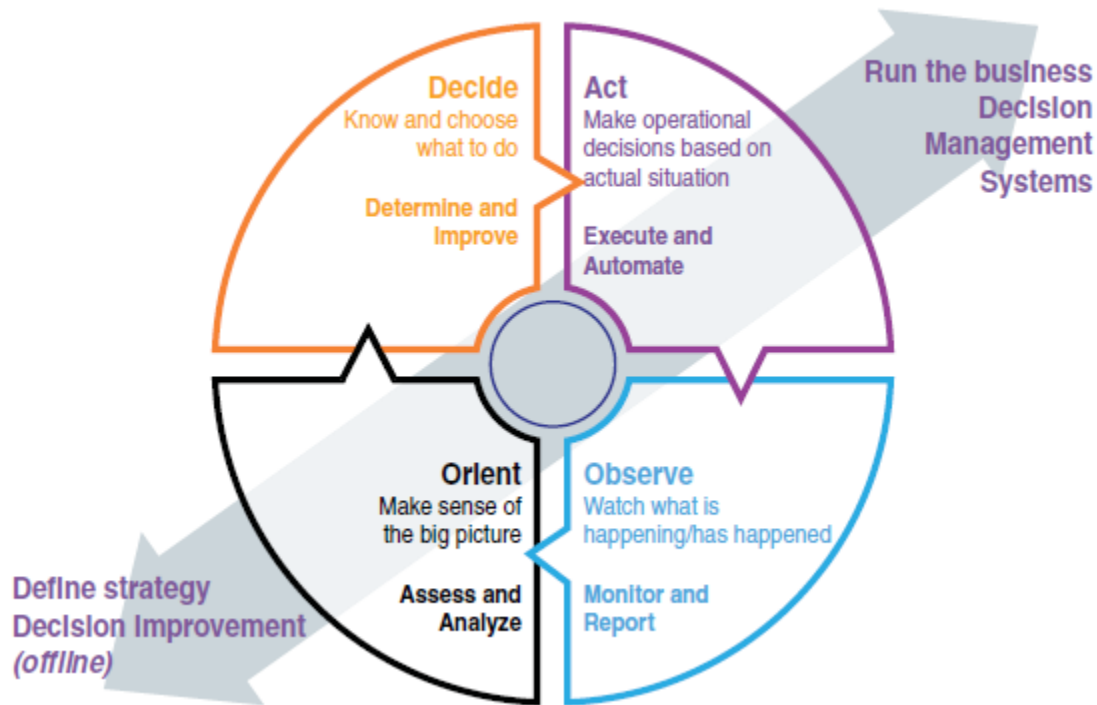 Decide
Know and choose
what to do
Determine and
Improve
Act
Make operational
decisions based on
actual situation
Execute and
Automate
Run the business
Decision
Management
Systems
Orient
Make sense of
the big picture
Assess and
Analyze
Observe
Watch what is
happening/has happened
Monitor and
Report
Define strategy
Decision Improvement
(offline)